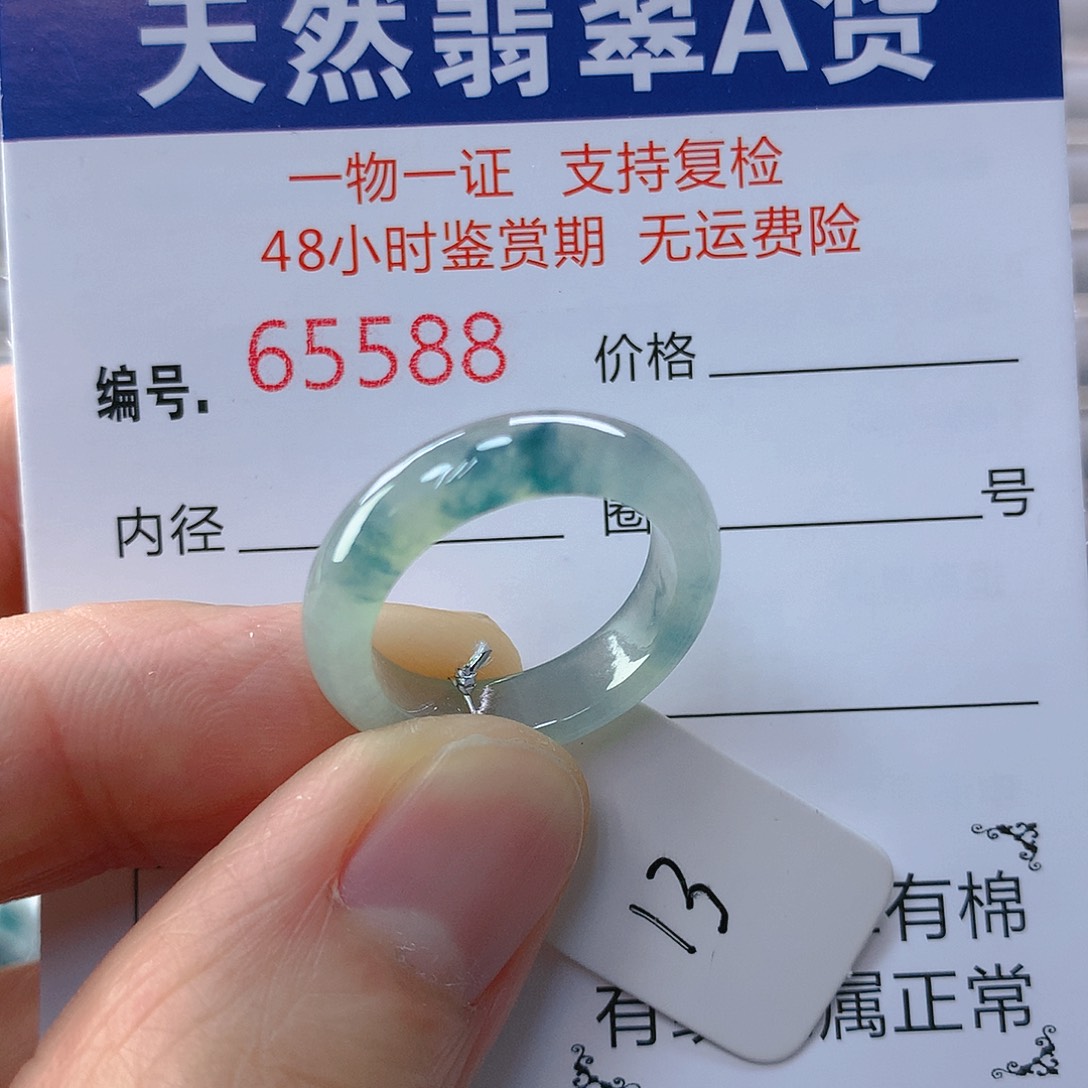 天然翡翠A货
一物一证 支持复检
48小时鉴赏期 无运费险
编号. 65588 价格
内径 圈 号
13
有棉
有 属正常